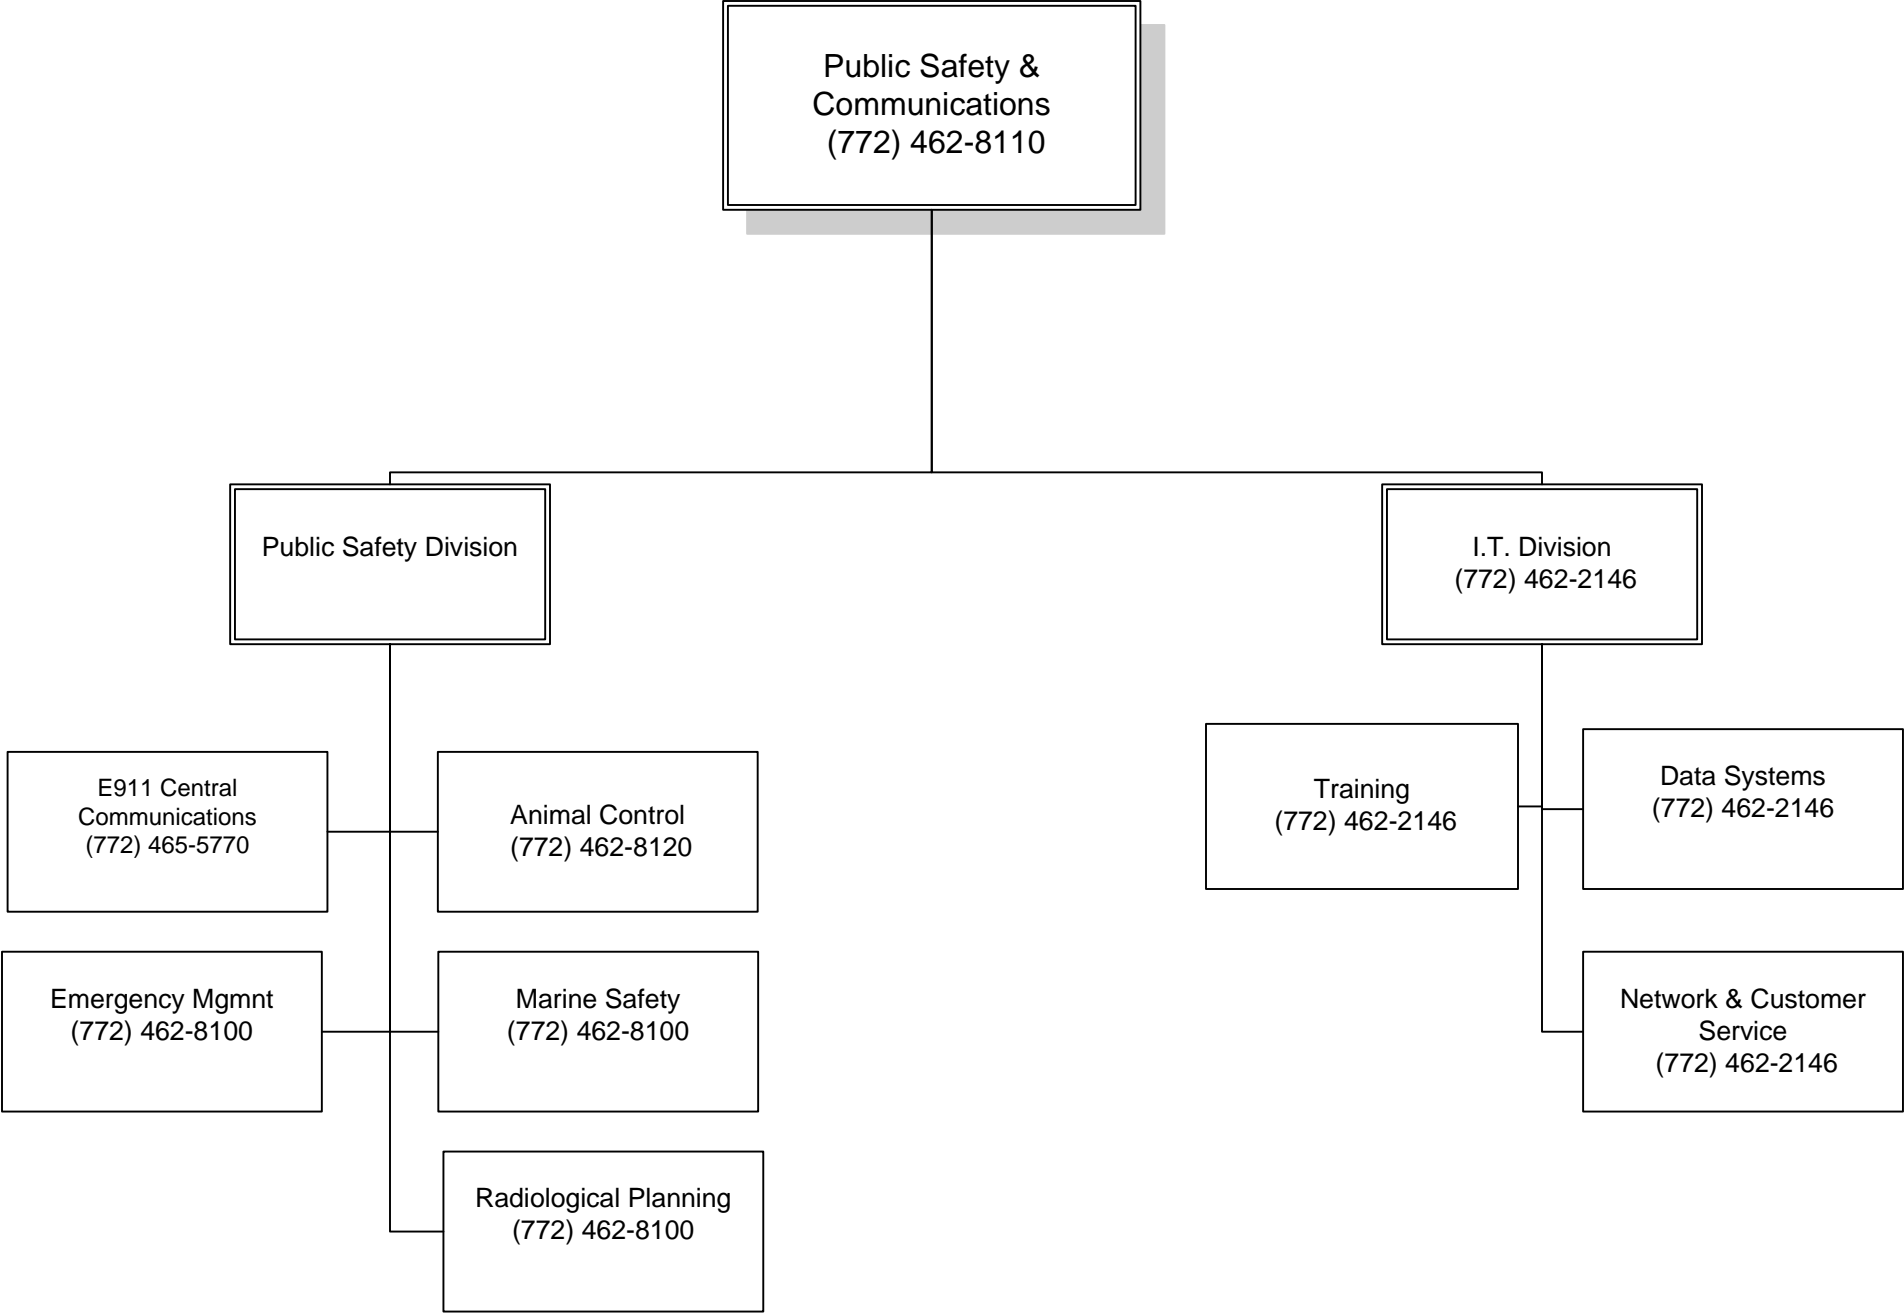 Public Safety &
Communications
(772) 462-8110
Public Safety Division
I.T. Division
(772) 462-2146
E911 Central
Communications
(772) 465-5770
Animal Control
(772) 462-8120
Training
(772) 462-2146
Data Systems
(772) 462-2146
Emergency Mgmnt
(772) 462-8100
Marine Safety
(772) 462-8100
Network & Customer
Service
(772) 462-2146
Radiological Planning
(772) 462-8100